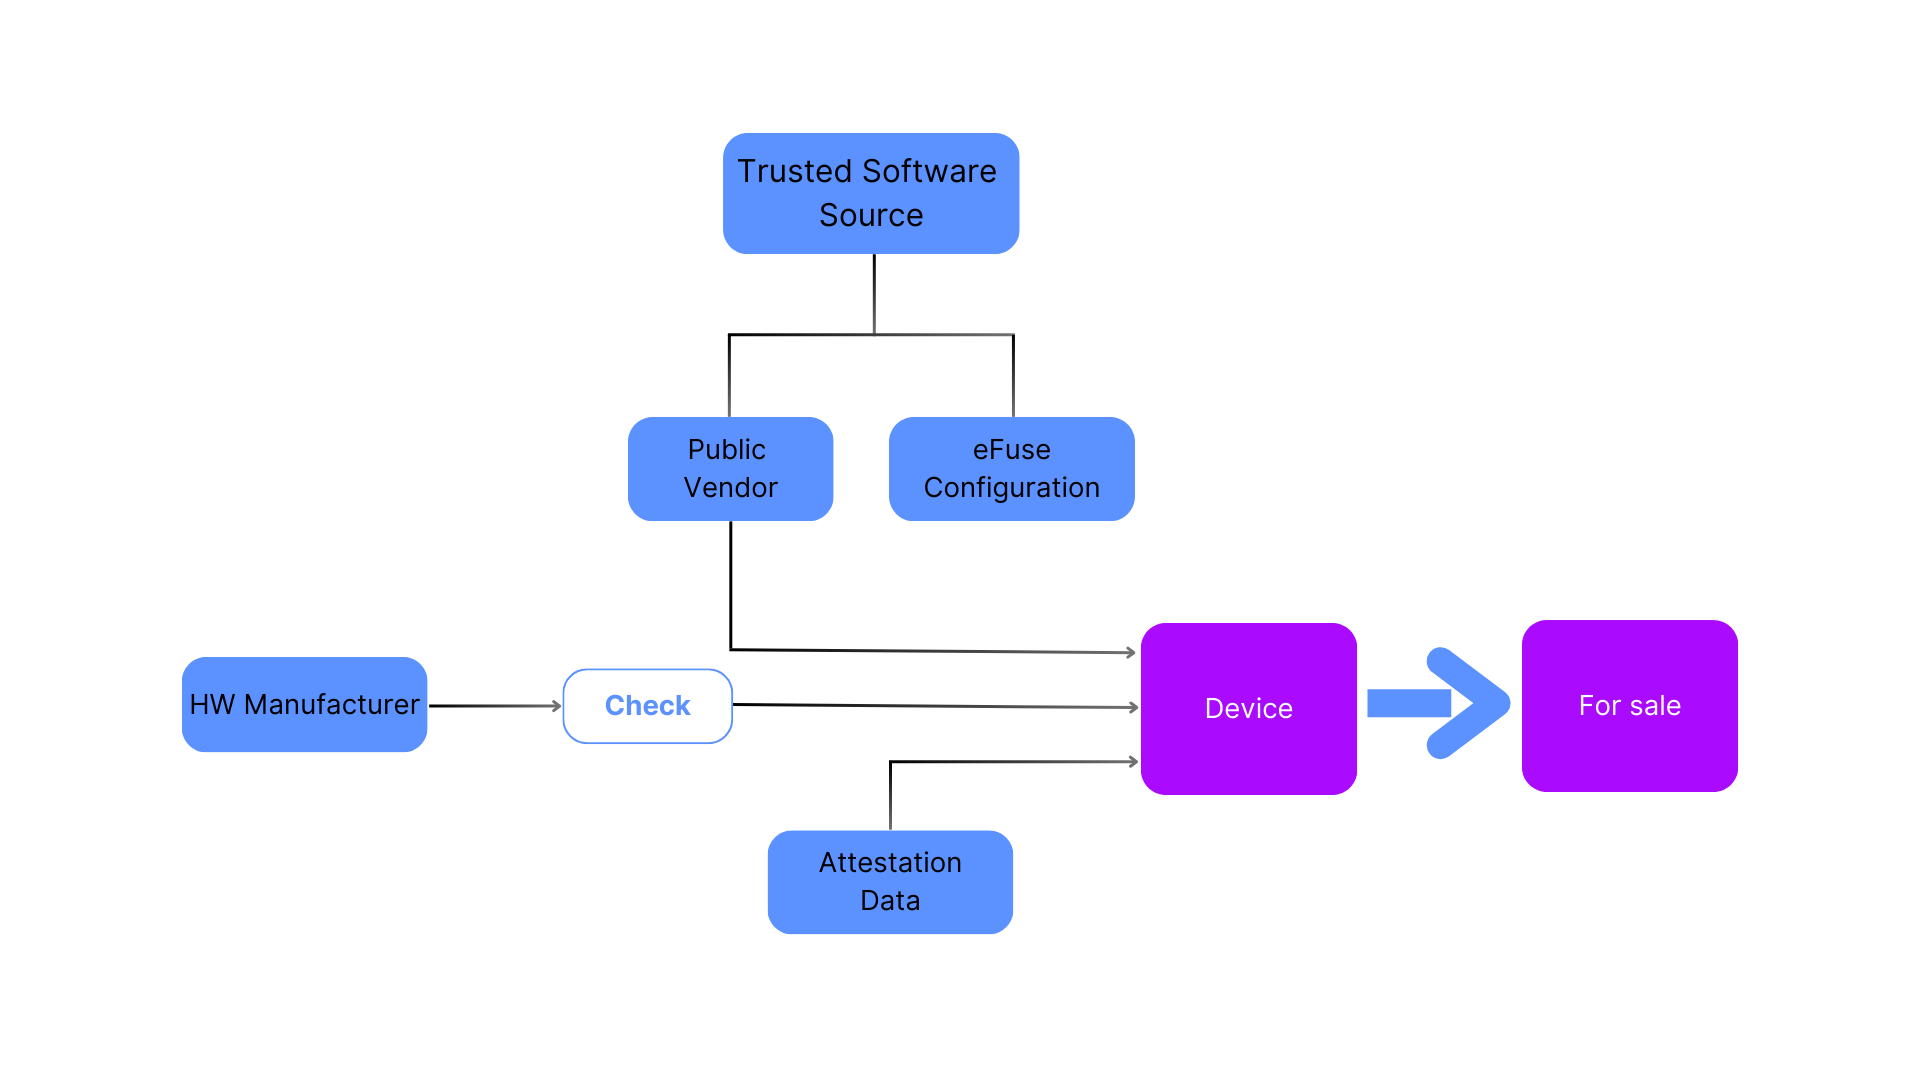 Trusted Software
Source
Public
Vendor
eFuse
Configuration
HW Manufacturer
Check
Device
For sale
Attestation
Data